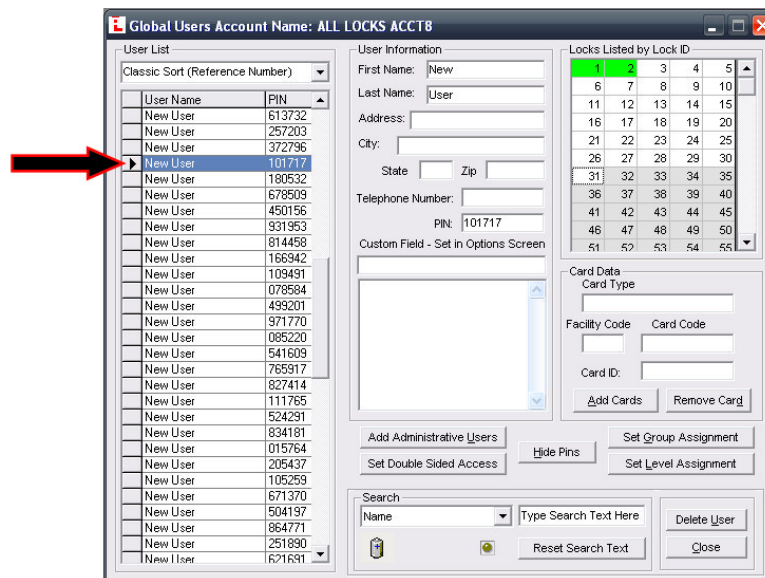 Global Users Account Name: ALL LOCKS ACCT8
User List
Classic Sort (Reference Number)
User Name PIN
New User 613732
New User 257203
New User 372796
New User 101717
New User 180532
New User 678509
New User 450156
New User 931953
New User 814458
New User 166942
New User 109491
New User 078584
New User 499201
New User 971770
New User 085220
New User 541609
New User 765917
New User 827414
New User 111765
New User 524291
New User 834181
New User 015764
New User 205437
New User 105259
New User 671370
New User 504197
New User 864771
New User 251890
New User 621691
User Information
First Name: New
Last Name: User
Address:
City:
State Zip
Telephone Number:
PIN: 101717
Custom Field - Set in Options Screen
Locks Listed by Lock ID
1 2 3 4 5
6 7 8 9 10
11 12 13 14 15
16 17 18 19 20
21 22 23 24 25
26 27 28 29 30
31 32 33 34 35
36 37 38 39 40
41 42 43 44 45
46 47 48 49 50
51 52 53 54 55
Card Data
Card Type
Facility Code Card Code
Card ID:
Add Cards Remove Card
Add Administrative Users
Set Double Sided Access
Hide Pins
Set Group Assignment
Set Level Assignment
Search
Name Type Search Text Here
Reset Search Text
Delete User
Close